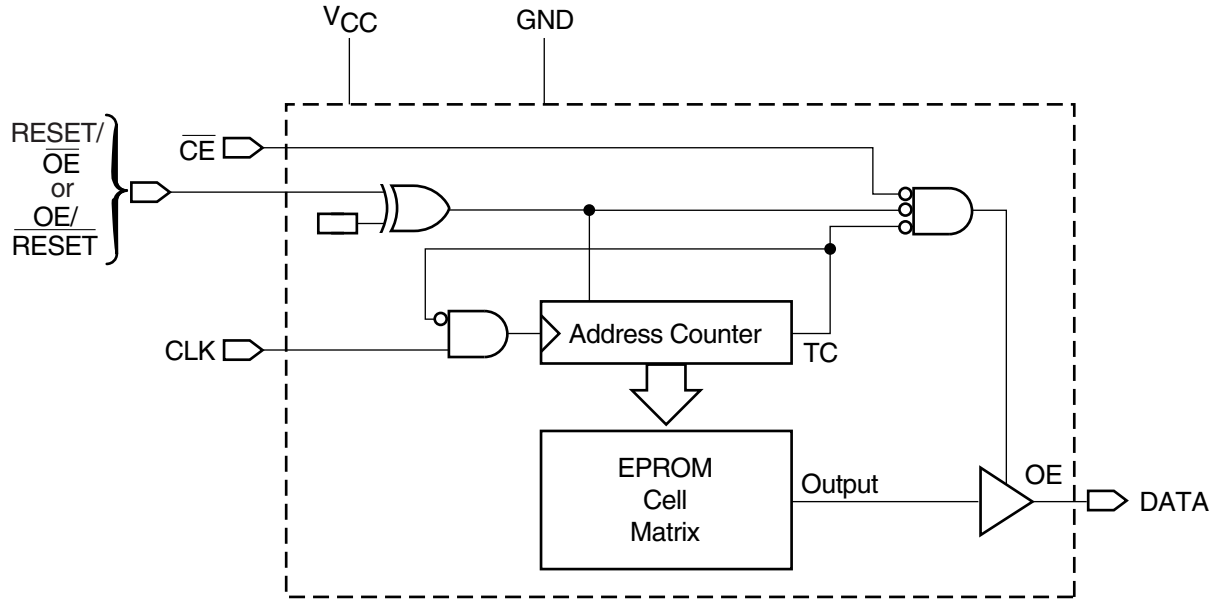 VCC
GND
RESET/
OE
or
OE/
RESET
CE
CLK
Address Counter
TC
EPROM
Cell
Matrix
Output
OE
DATA